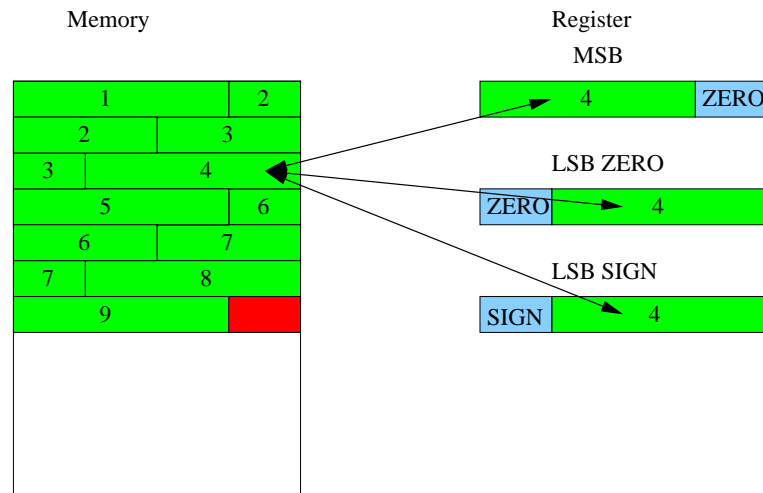 Memory
Register
MSB
1 2
4 ZERO
2 3
LSB ZERO
3 4
5 6
ZERO 4
6 7
LSB SIGN
7 8
9
SIGN 4